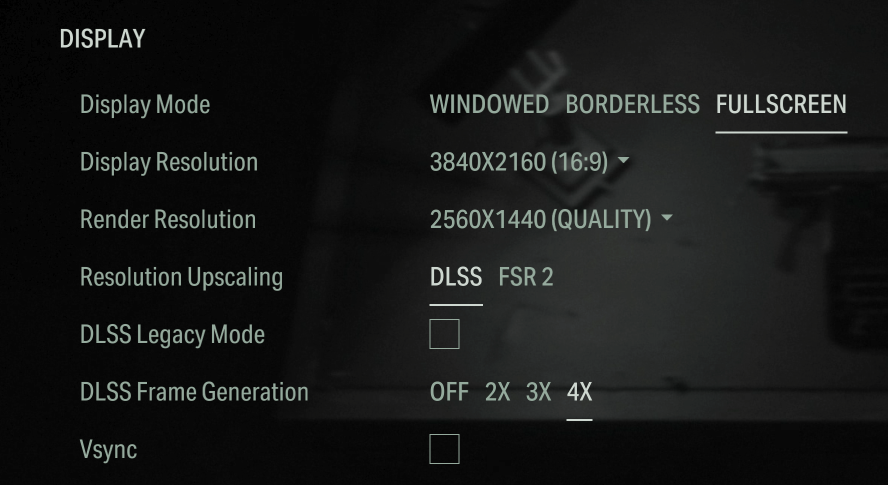 DISPLAY
Display Mode WINDOWED BORDERLESS FULLSCREEN
Display Resolution 3840X2160 (16:9)
Render Resolution 2560X1440 (QUALITY)
Resolution Upscaling DLSS FSR 2
DLSS Legacy Mode
DLSS Frame Generation OFF 2X 3X 4X
Vsync